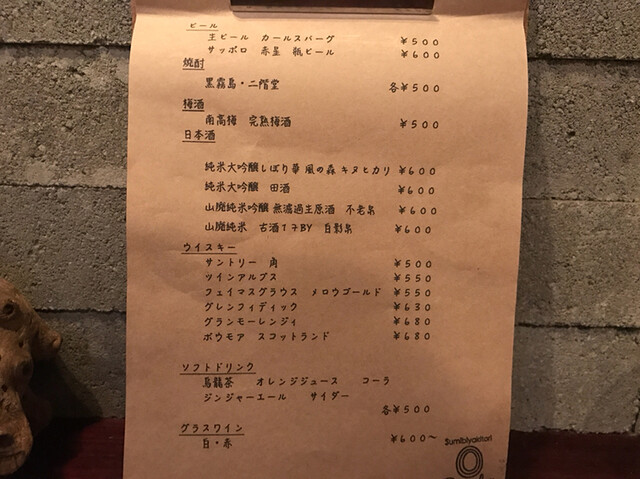 ビール
生ビール カールスバーグ ¥500
サッポロ 赤星 瓶ビール ¥600
焼酎
黒霧島・二階堂 各¥500
梅酒
南高梅 完熟梅酒 ¥500
日本酒
純米大吟醸しぼり華 風の森 キヌヒカリ ¥600
純米大吟醸 田酒 ¥600
山廃純米吟醸 無濾過生原酒 不老泉 ¥600
山廃純米 古酒17BY 自影泉 ¥600
ウイスキー
サントリー 角 ¥500
ツインアルプス ¥550
フェイマスグラウス メロウゴールド ¥550
グレンフィディック ¥630
グランモーレンジィ ¥680
ボウモア スコットランド ¥680
ソフトドリンク
烏龍茶 オレンジジュース コーラ
ジンジャーエール サイダー
各¥500
グラスワイン
白・赤 ¥600〜
Sumibiyakitori